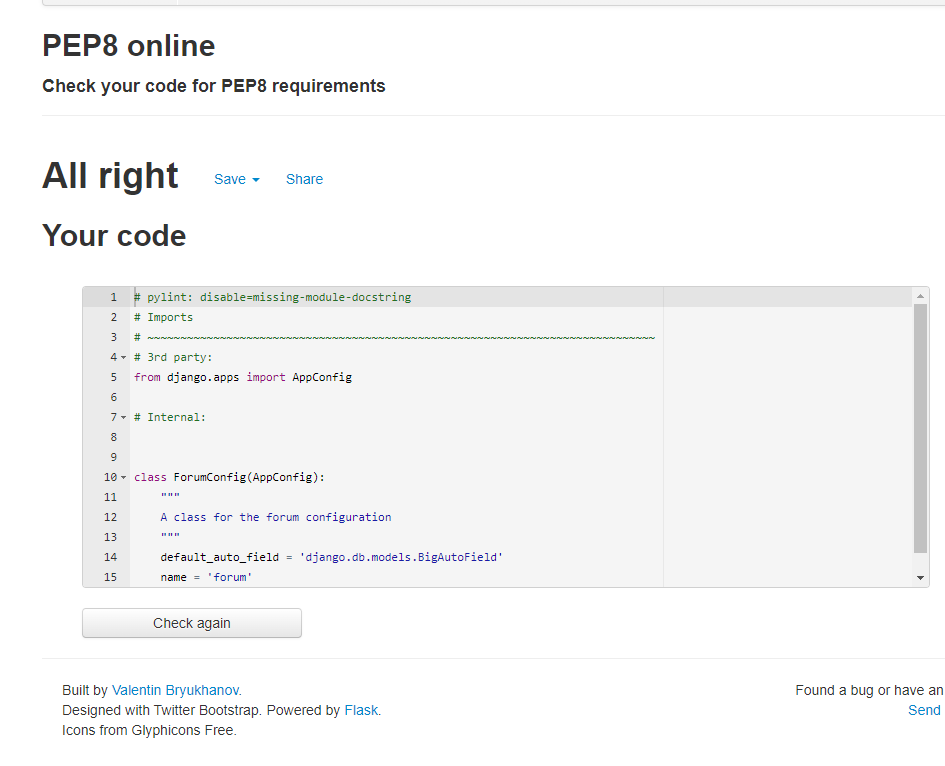 PEP8 online
Check your code for PEP8 requirements
All right Save Share
Your code
1 # pylint: disable=missing-module-docstring
2 # Imports
3 # ~~~~~~~~~~~~~~~~~~~~~~~~~~~~~~~~~~~~~~~~~~~~~~~~~~~~~~~~~~~~~~~~~~~~~~~~~~~~~
4 # 3rd party:
5 from django.apps import AppConfig
6
7 # Internal:
8
9
10 class ForumConfig(AppConfig):
11 """
12 A class for the forum configuration
13 """
14 default_auto_field = 'django.db.models.BigAutoField'
15 name = 'forum'
Check again
Built by Valentin Bryukhanov.
Designed with Twitter Bootstrap. Powered by Flask.
Icons from Glyphicons Free.
Found a bug or have an
Send